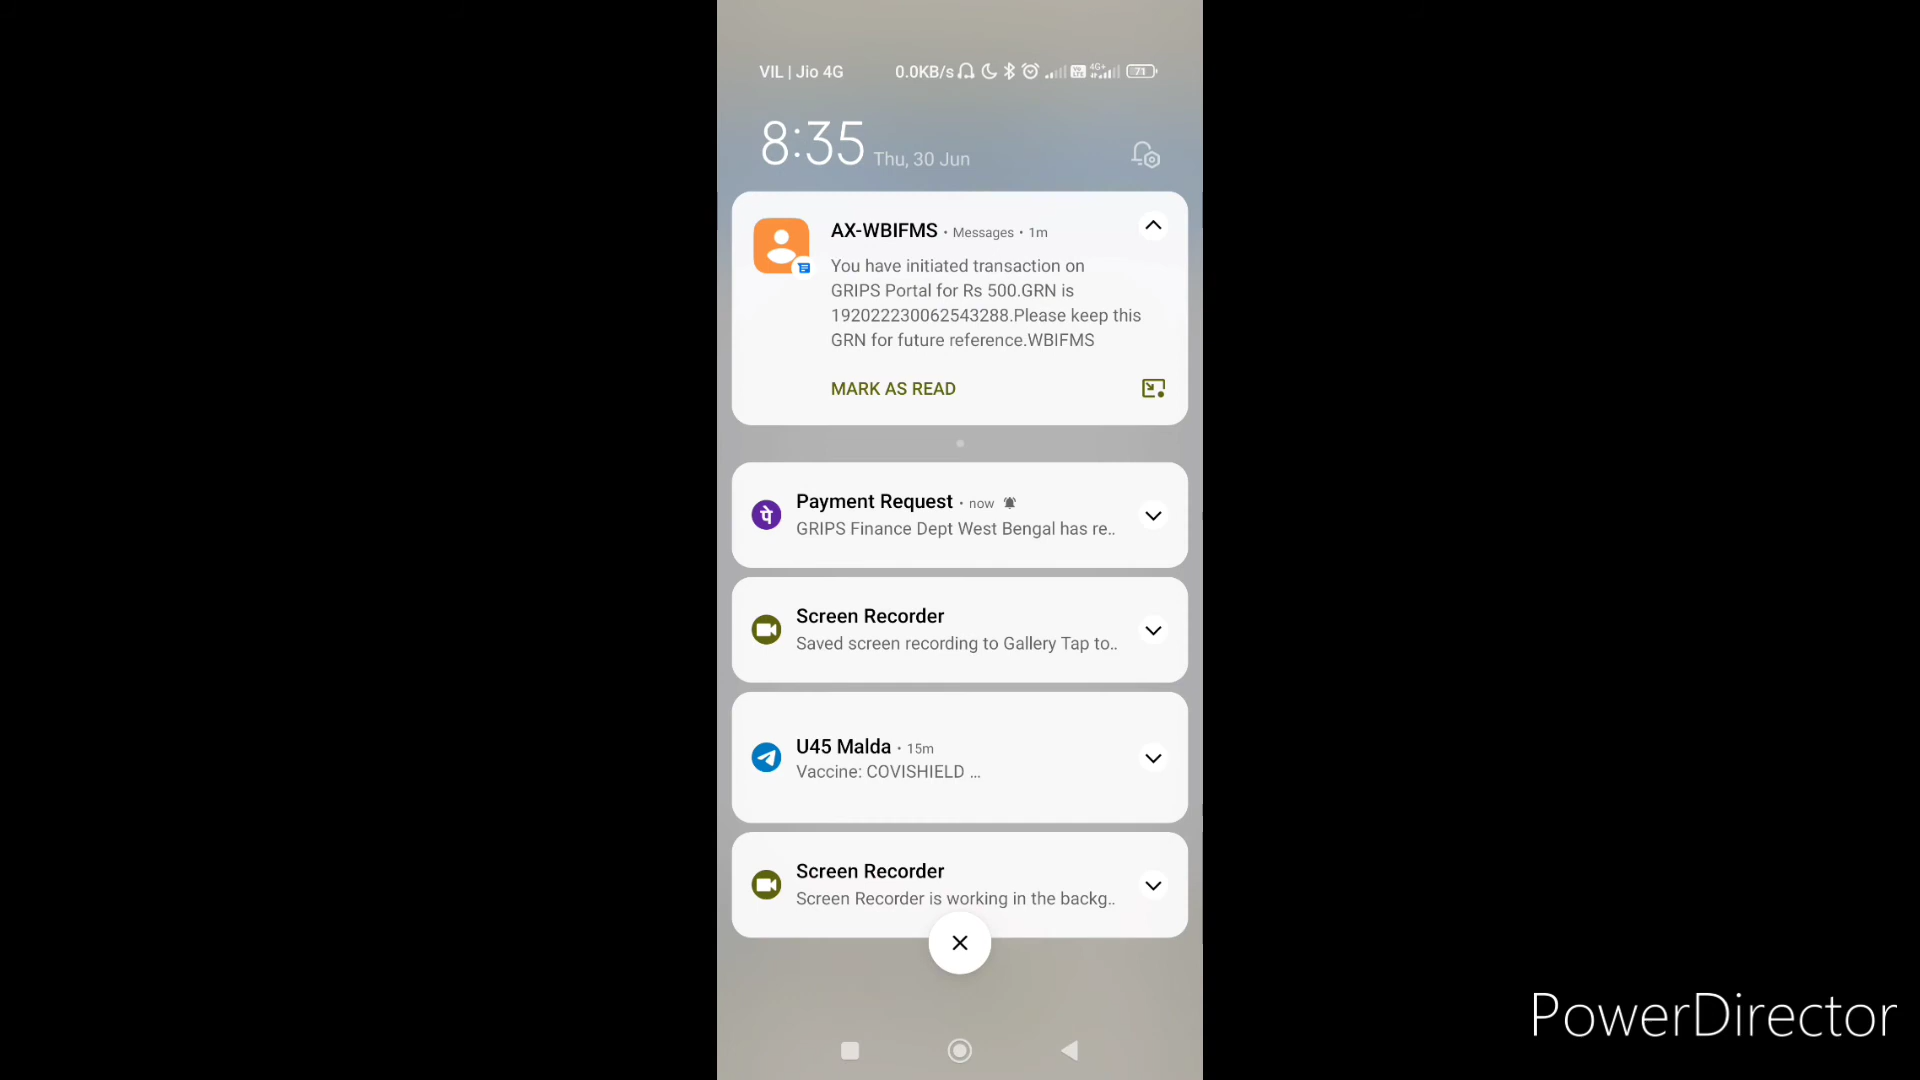 VIL | Jio 4G 0.0KB/s 4G+ 71
8:35 Thu, 30 Jun
AX-WBIFMS • Messages • 1m
You have initiated transaction on
GRIPS Portal for Rs 500.GRN is
192022230062543288.Please keep this
GRN for future reference.WBIFMS
MARK AS READ
पे
Payment Request • now
GRIPS Finance Dept West Bengal has re..
Screen Recorder
Saved screen recording to Gallery Tap to..
U45 Malda • 15m
Vaccine: COVISHIELD ...
Screen Recorder
Screen Recorder is working in the backg..
PowerDirector